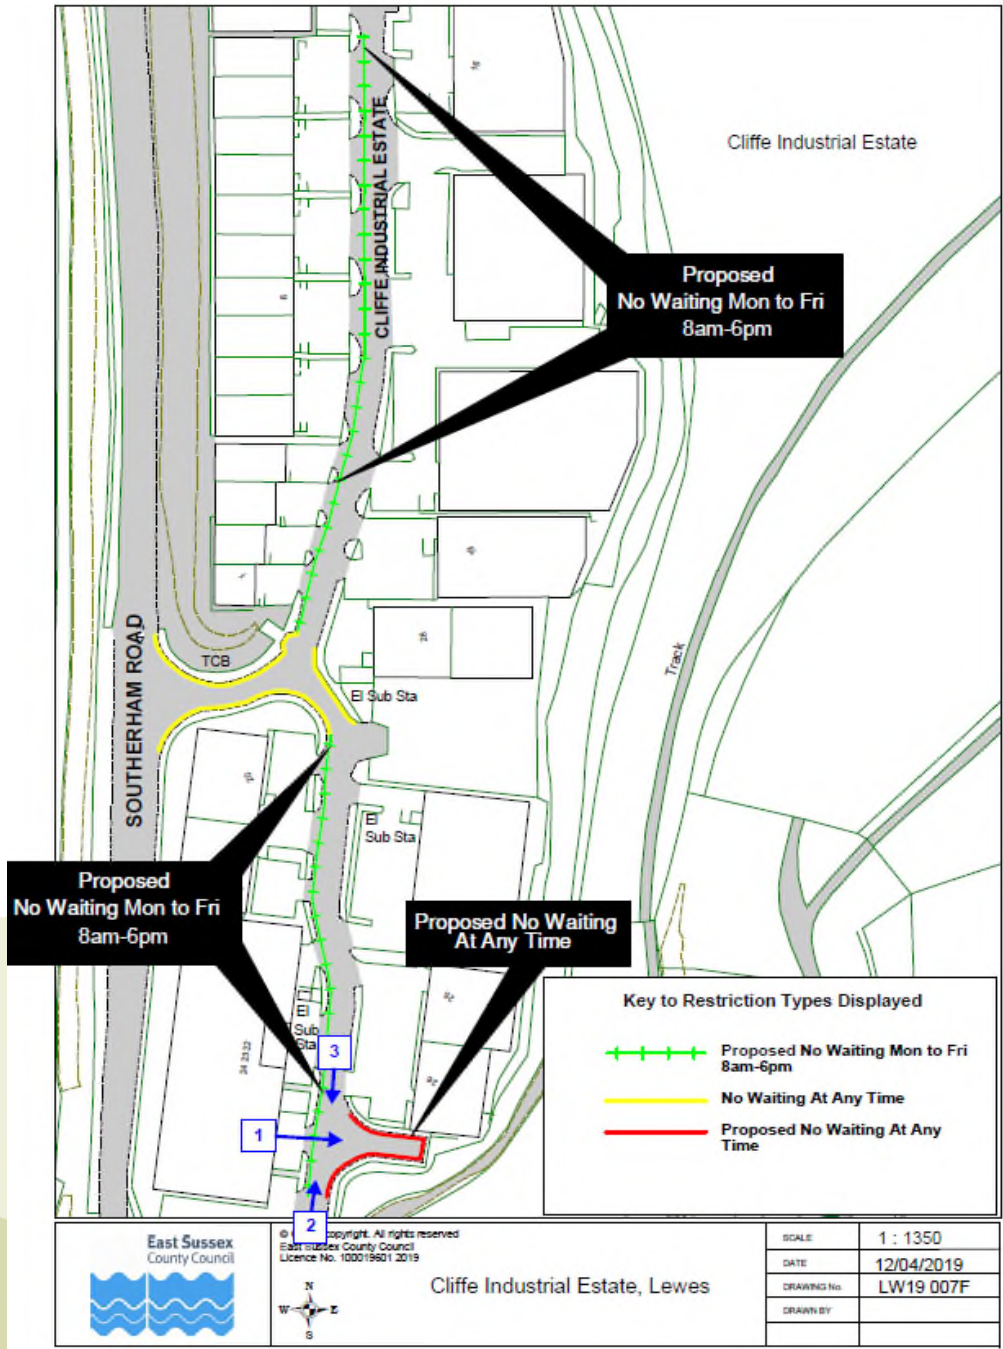 16
CLIFFE INDUSTRIAL ESTATE
Cliffe Industrial Estate
Proposed
No Waiting Mon to Fri
8am-6pm
TCB
El Sub Sta
SOUTHERHAM ROAD
Track
El
Sub Sta
Proposed
No Waiting Mon to Fri
8am-6pm
Proposed No Waiting
At Any Time
El
Sub
Sta
24 23 22
3
1
2
Key to Restriction Types Displayed
Proposed No Waiting Mon to Fri
8am-6pm
No Waiting At Any Time
Proposed No Waiting At Any
Time
East Sussex
County Council
copyright. All rights reserved
East Sussex County Council
Licence No. 100019601 2019
N
W E
S
Cliffe Industrial Estate, Lewes
SCALE 1 : 1350
DATE 12/04/2019
DRAWING No. LW19 007F
DRAWN BY